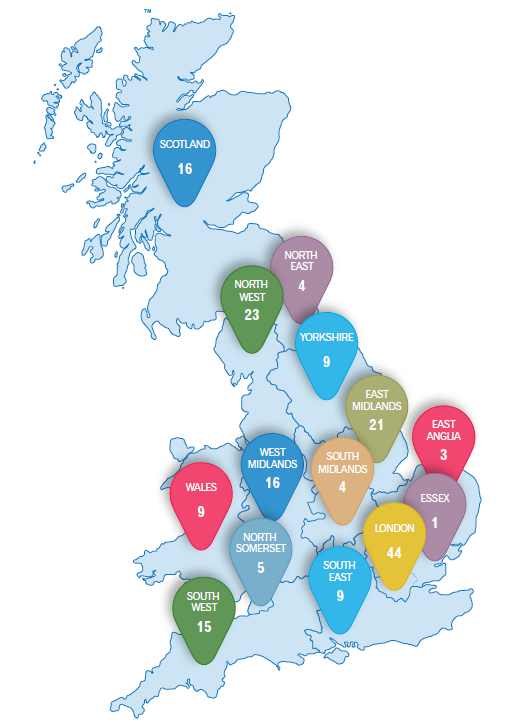 ™
SCOTLAND
16
NORTH
EAST
4
NORTH
WEST
23
YORKSHIRE
9
EAST
MIDLANDS
21
EAST
ANGLIA
3
WEST
MIDLANDS
16
SOUTH
MIDLANDS
4
WALES
9
ESSEX
1
LONDON
44
NORTH
SOMERSET
5
SOUTH
EAST
9
SOUTH
WEST
15